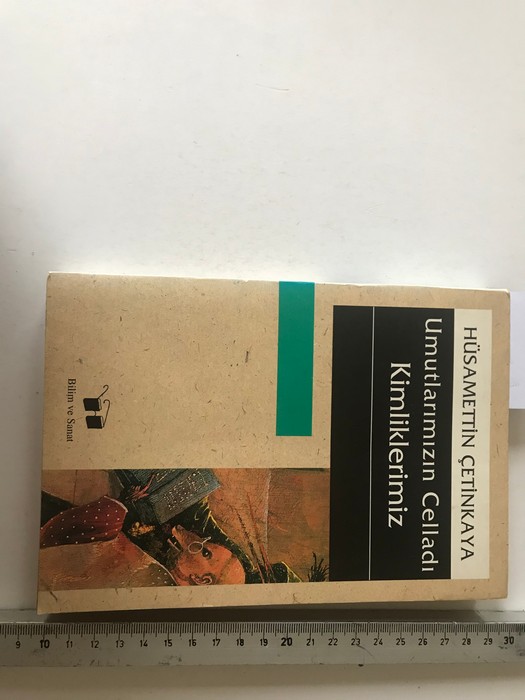 HÜSAMETTİN ÇETİNKAYA
Umutlarımızın Celladı
Kimliklerimiz
Bilim ve Sanat
9 10 11 12 13 14 15 16 17 18 19 20 21 22 23 24 25 26 27 28 29 30